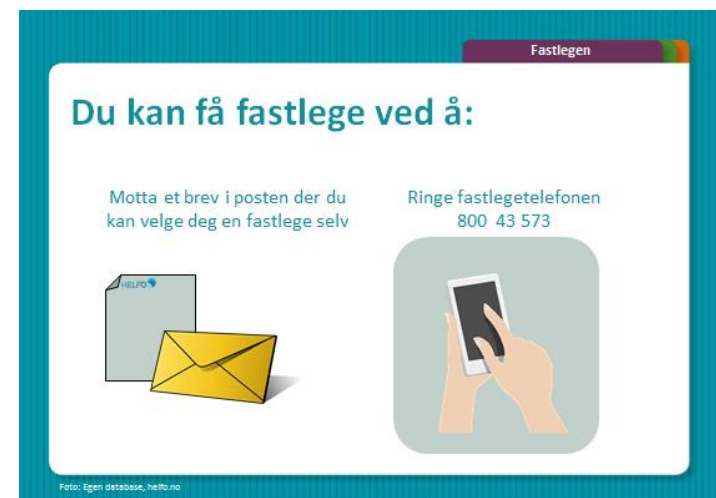 Fastlegen
Du kan få fastlege ved å:
Motta et brev i posten der du
kan velge deg en fastlege selv
Ringe fastlegetelefonen
800 43 573
HELFO
Foto: Egen database, helfo.no